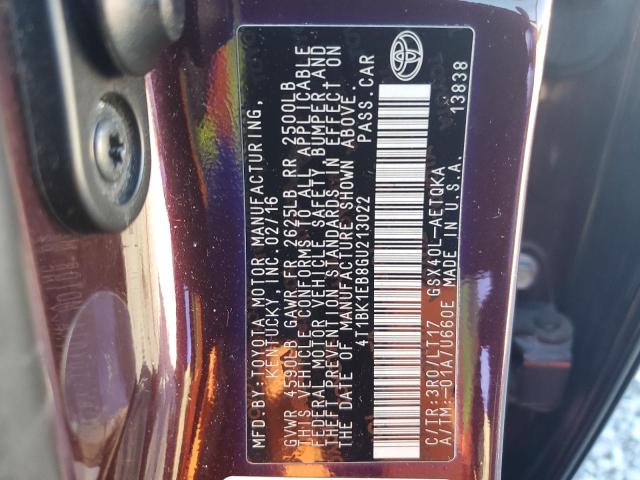 MFD.BY:TOYOTA MOTOR MANUFACTURING,
KENTUCKY, INC. 02/16
GVWR 4590LB GAWR FR 2625LB RR 2500LB
THIS VEHICLE CONFORMS TO ALL APPLICABLE
FEDERAL MOTOR VEHICLE SAFETY, BUMPER AND
THEFT PREVENTION STANDARDS IN EFFECT ON
THE DATE OF MANUFACTURE SHOWN ABOVE.
4T1BK1EB8GU213022 PASS.CAR
C/TR:3R0/LT17 GSX40L-AETQKA
A/TM:-01A/U660E MADE IN U.S.A. 13838